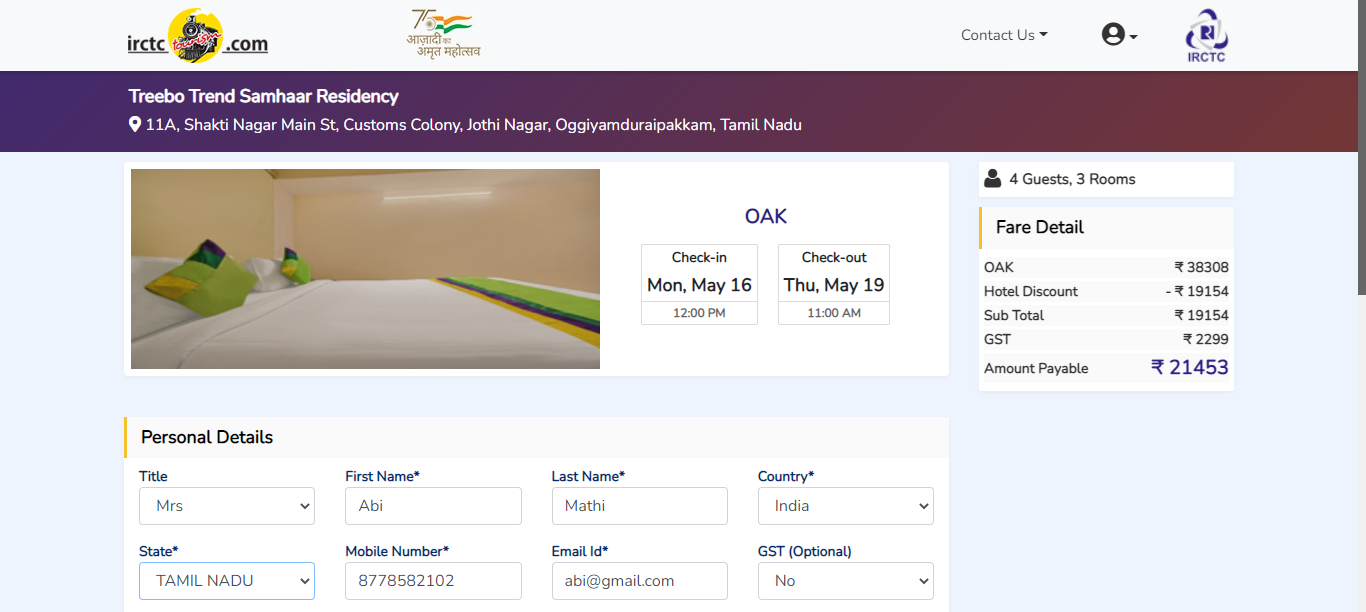 irctc tourism .com
75
आज़ादी का
अमृत महोत्सव
Contact Us
IRCTC
Treebo Trend Samhaar Residency
11A, Shakti Nagar Main St, Customs Colony, Jothi Nagar, Oggiyamduraipakkam, Tamil Nadu
OAK
Check-in
Mon, May 16
12:00 PM
Check-out
Thu, May 19
11:00 AM
4 Guests, 3 Rooms
Fare Detail
OAK ₹ 38308
Hotel Discount - ₹ 19154
Sub Total ₹ 19154
GST ₹ 2299
Amount Payable ₹ 21453
Personal Details
Title First Name* Last Name* Country*
Mrs Abi Mathi India
State* Mobile Number* Email Id* GST (Optional)
TAMIL NADU 8778582102 abi@gmail.com No